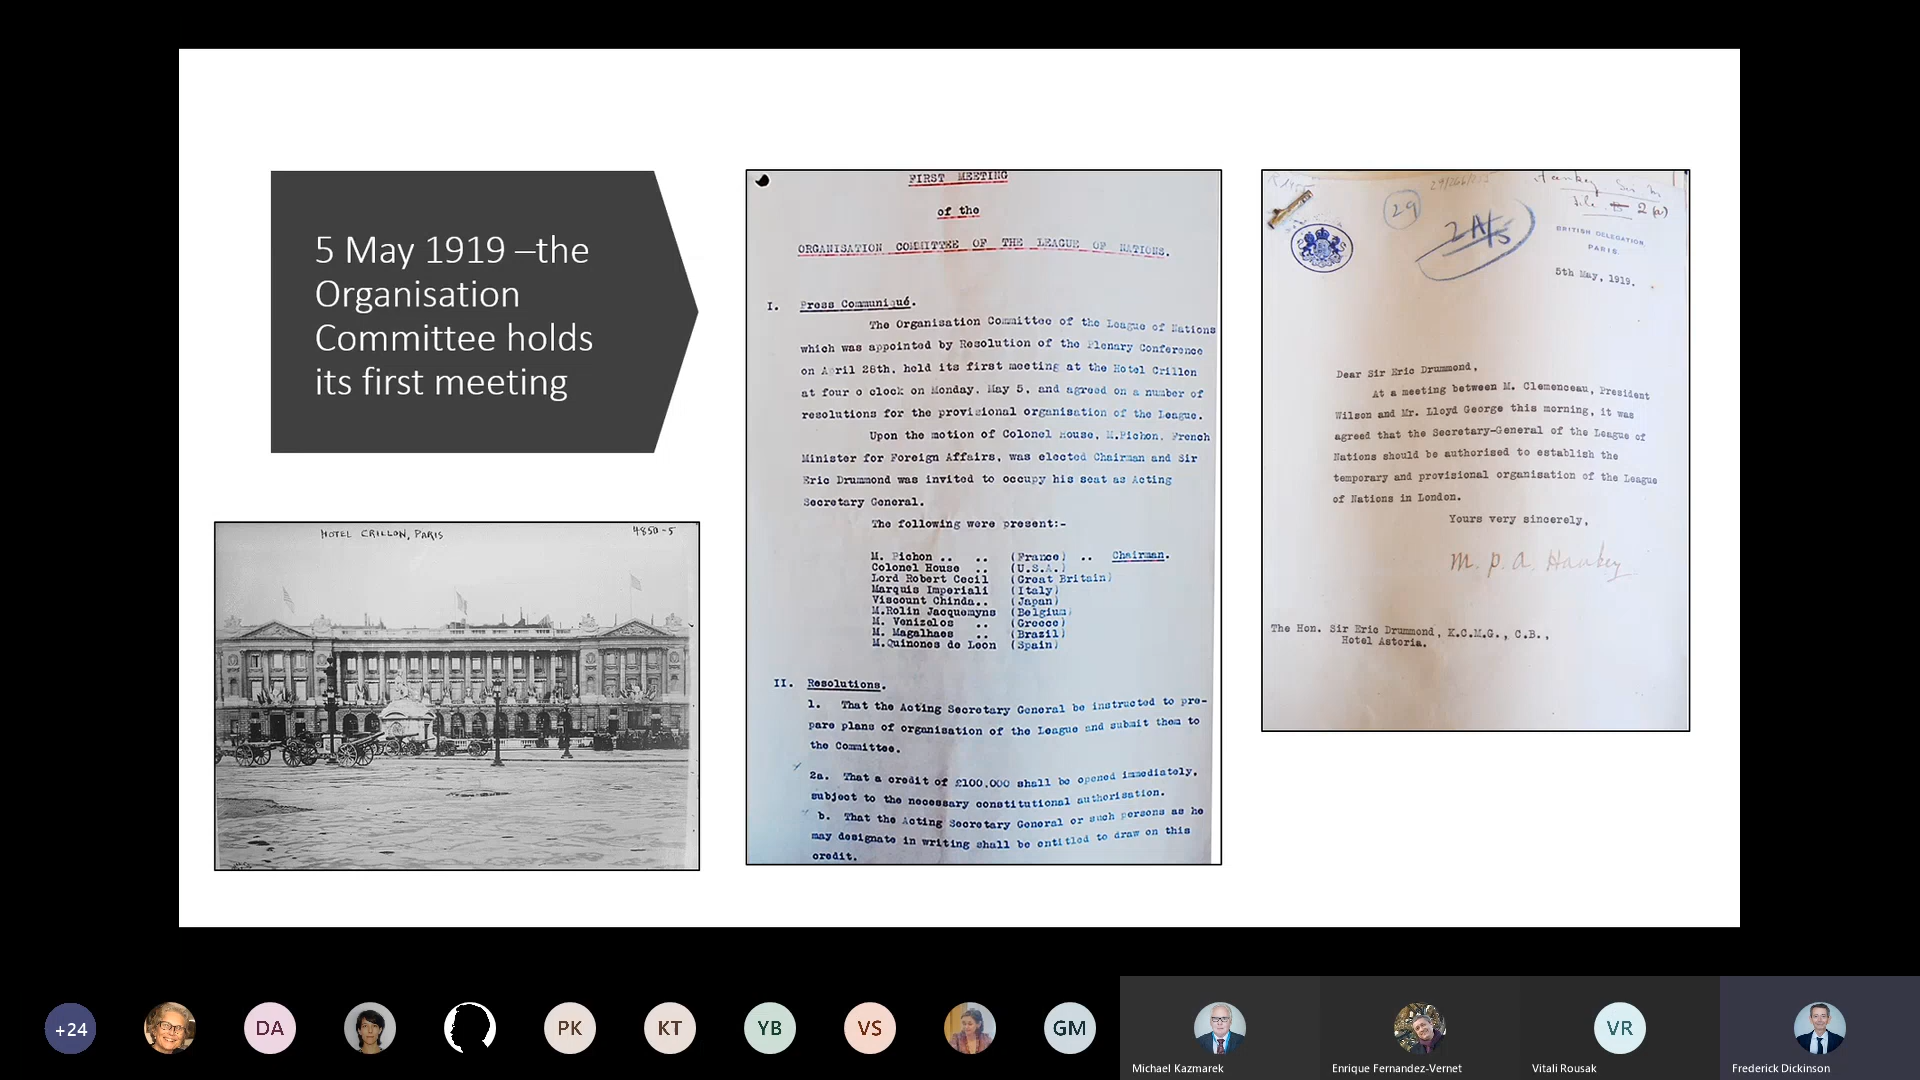 5 May 1919 –the
Organisation
Committee holds
its first meeting
HOTEL CRILLON, PARIS
4850-5
FIRST MEETING
of the
ORGANISATION COMMITTEE OF THE LEAGUE OF NATIONS.
I. Press Communiqué.
The Organisation Committee of the League of Nations
which was appointed by Resolution of the Plenary Conference
on April 28th, held its first meeting at the Hotel Crillon
at four o clock on Monday, May 5, and agreed on a number of
resolutions for the provisional organisation of the League.
Upon the motion of Colonel House, M.Pichon, French
Minister for Foreign Affairs, was elected Chairman and Sir
Eric Drummond was invited to occupy his seat as Acting
Secretary General.
The following were present:-
M. Pichon .. .. (France) .. Chairman.
Colonel House .. (U.S.A.)
Lord Robert Cecil (Great Britain)
Marquis Imperiali (Italy)
Viscount Chinda.. (Japan)
M.Rolin Jacquemyns (Belgium)
M. Venizelos .. (Greece)
M. Magalhaes .. (Brazil)
M.Quinones de Leon (Spain)
II. Resolutions.
1. That the Acting Secretary General be instructed to pre-
pare plans of organisation of the League and submit them to
the Committee.
2a. That a credit of £100,000 shall be opened immediately,
subject to the necessary constitutional authorisation.
b. That the Acting Secretary General or such persons as he
may designate in writing shall be entitled to draw on this
credit.
29
2 (a)
BRITISH DELEGATION,
PARIS.
5th May, 1919.
Dear Sir Eric Drummond,
At a meeting between M. Clemenceau, President
Wilson and Mr. Lloyd George this morning, it was
agreed that the Secretary-General of the League of
Nations should be authorised to establish the
temporary and provisional organisation of the League
of Nations in London.
Yours very sincerely,
M. P. A. Hankey
The Hon. Sir Eric Drummond, K.C.M.G., C.B.,
Hotel Astoria.
+24
DA
PK
KT
YB
VS
GM
VR
Michael Kazmarek
Enrique Fernandez-Vernet
Vitali Rousak
Frederick Dickinson